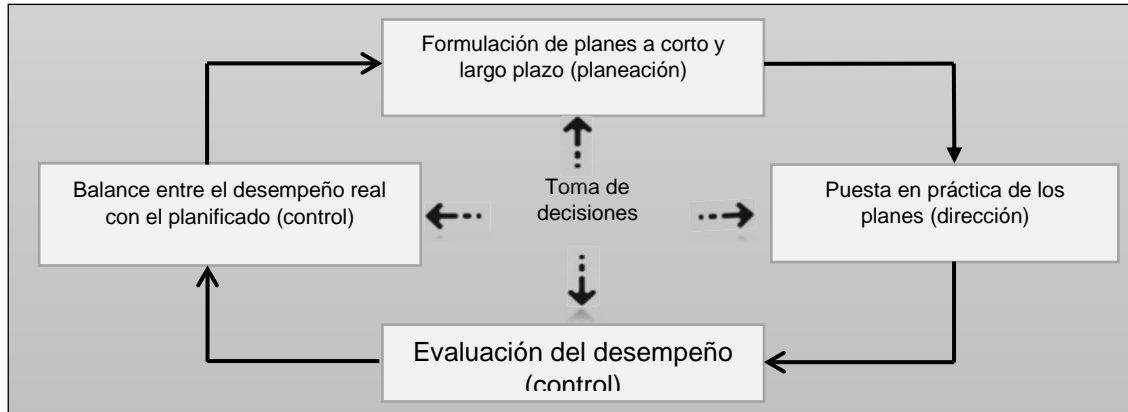 Formulación de planes a corto y
largo plazo (planeación)
Balance entre el desempeño real
con el planificado (control)
Toma de
decisiones
Puesta en práctica de los
planes (dirección)
Evaluación del desempeño
(control)